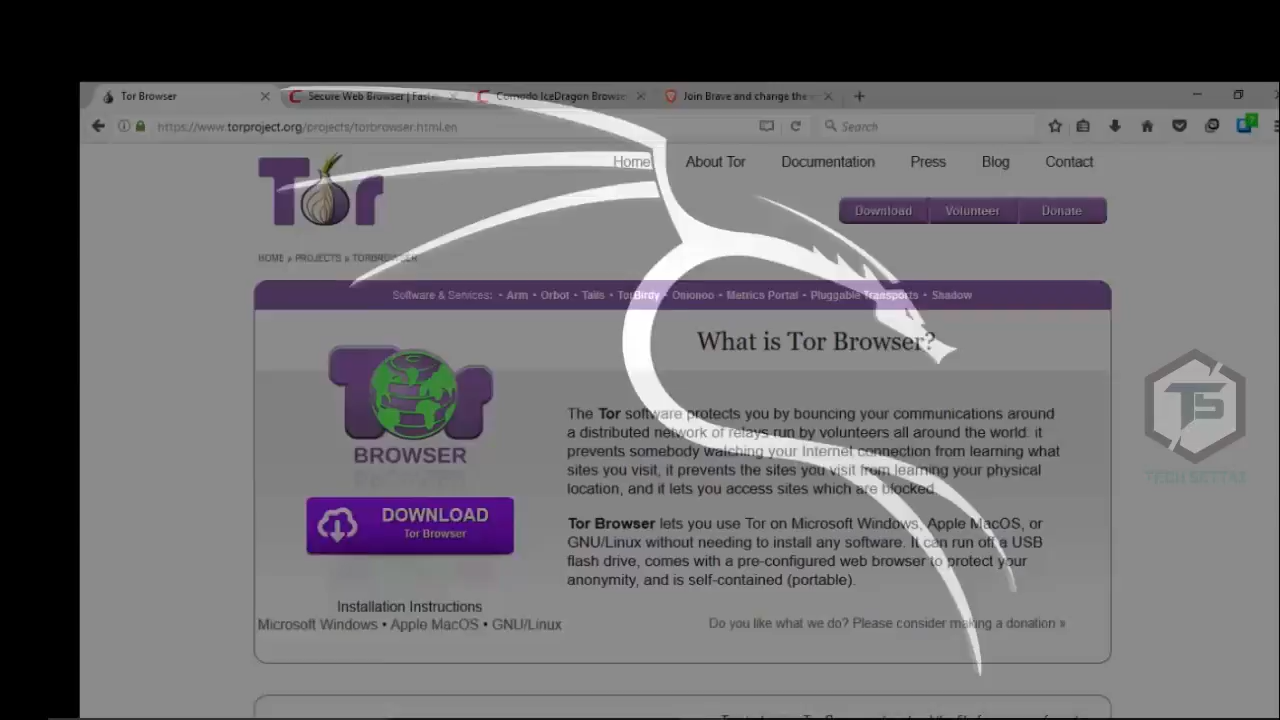 Tor Browser
Secure Web Browser | Faste
Comodo IceDragon Browse
Join Brave and change the
https://www.torproject.org/projects/torbrowser.html.en
Search
Tor
Home About Tor Documentation Press Blog Contact
Download Volunteer Donate
HOME » PROJECTS » TORBROWSER
Software & Services: • Arm • Orbot • Tails • TorBirdy • Onionoo • Metrics Portal • Pluggable Transports • Shadow
What is Tor Browser?
Tor
BROWSER
DOWNLOAD
Tor Browser
Installation Instructions
Microsoft Windows • Apple MacOS • GNU/Linux
The Tor software protects you by bouncing your communications around
a distributed network of relays run by volunteers all around the world. it
prevents somebody watching your Internet connection from learning what
sites you visit, it prevents the sites you visit from learning your physical
location, and it lets you access sites which are blocked.
Tor Browser lets you use Tor on Microsoft Windows, Apple MacOS, or
GNU/Linux without needing to install any software. It can run off a USB
flash drive, comes with a pre-configured web browser to protect your
anonymity, and is self-contained (portable).
Do you like what we do? Please consider making a donation »
TS